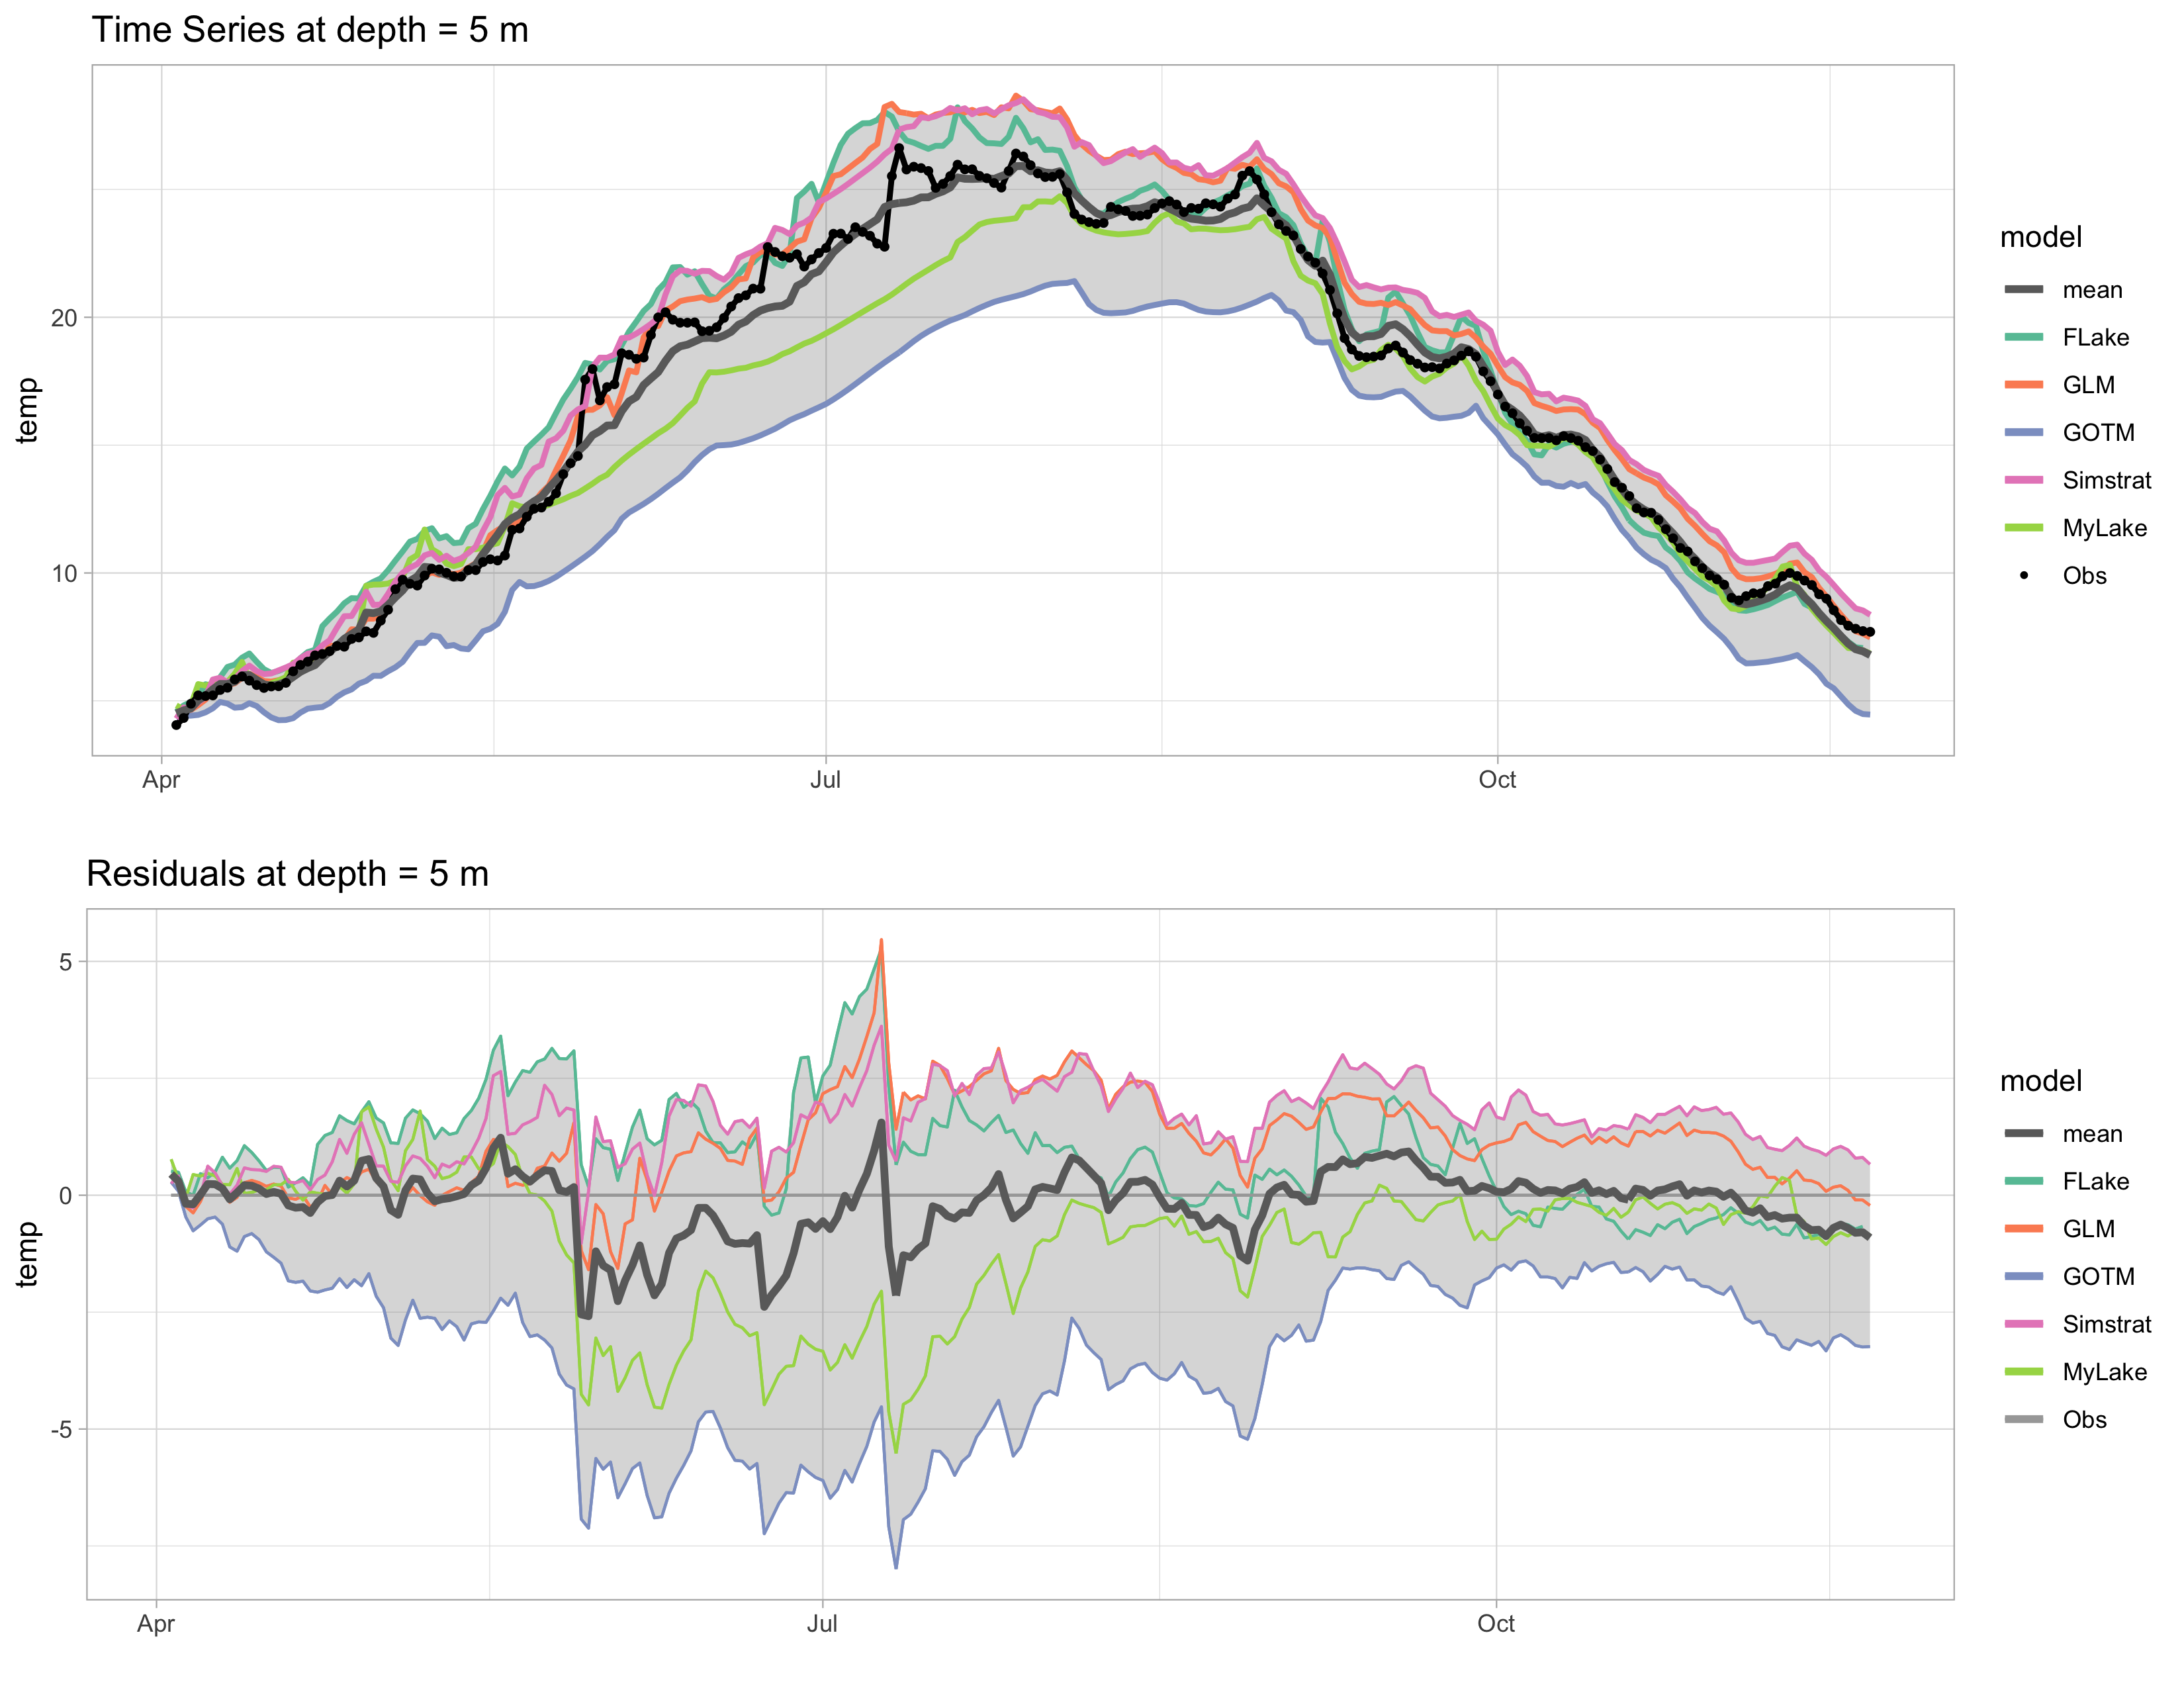 Time Series at depth = 5 m
temp
20
10
Apr
Jul
Oct
model
mean
FLake
GLM
GOTM
Simstrat
MyLake
Obs
Residuals at depth = 5 m
temp
5
0
-5
Apr
Jul
Oct
model
mean
FLake
GLM
GOTM
Simstrat
MyLake
Obs